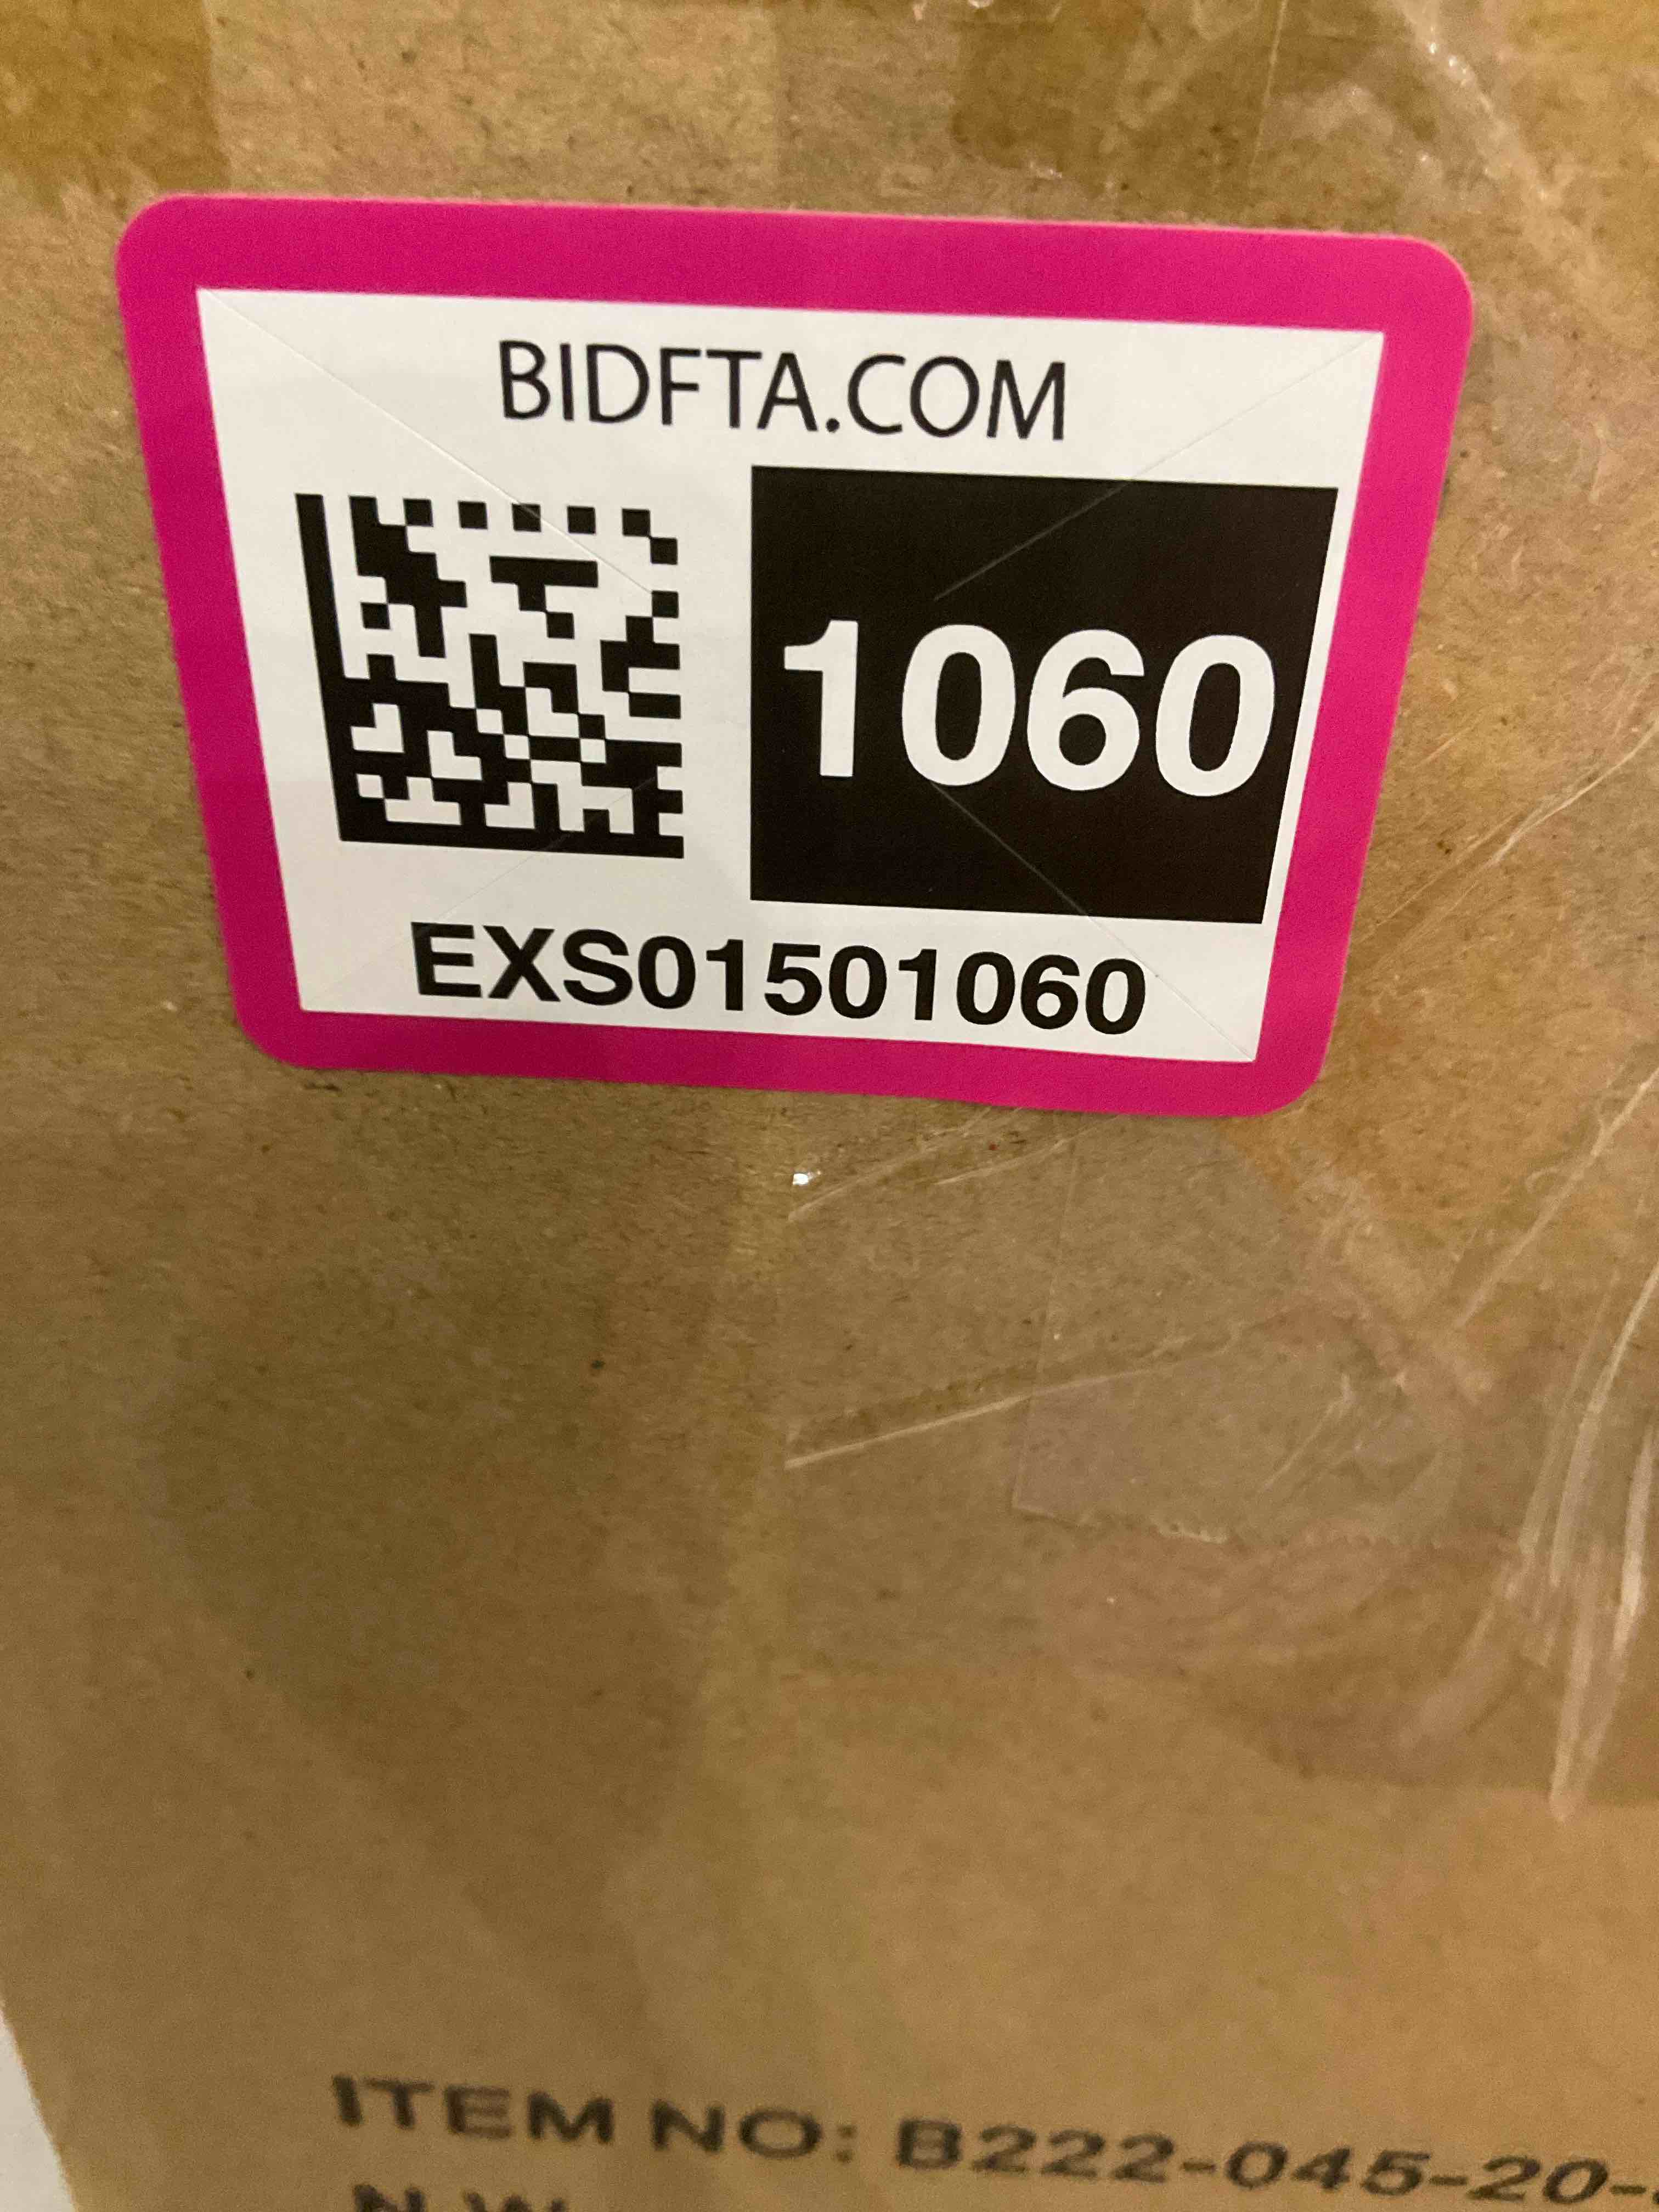 BIDFTA.COM
1060
EXS01501060
ITEM NO: B222-045-20-
N.W.